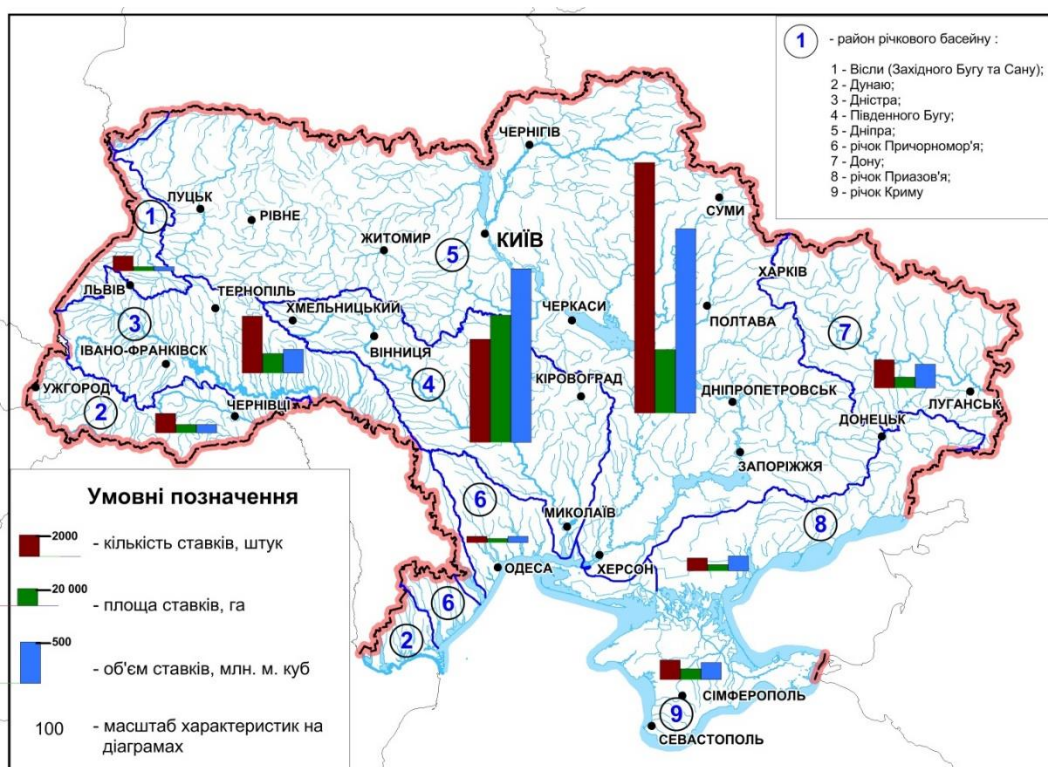 1 - район річкового басейну :
1 - Вісли (Західного Бугу та Сану);
2 - Дунаю;
3 - Дністра;
4 - Південного Бугу;
5 - Дніпра;
6 - річок Причорномор'я;
7 - Дону;
8 - річок Приазов'я;
9 - річок Криму
ЧЕРНІГІВ
ЛУЦЬК
РІВНЕ
СУМИ
1
ЖИТОМИР
КИЇВ
5
ХАРКІВ
ЛЬВІВ
ТЕРНОПІЛЬ
ХМЕЛЬНИЦЬКИЙ
ЧЕРКАСИ
ПОЛТАВА
3
7
ВІННИЦЯ
ІВАНО-ФРАНКІВСК
4
КІРОВОГРАД
УЖГОРОД
ДНІПРОПЕТРОВСЬК
ЛУГАНСЬК
2
ЧЕРНІВЦІ
ДОНЕЦЬК
ЗАПОРІЖЖЯ
6
МИКОЛАЇВ
8
ОДЕСА
ХЕРСОН
6
2
СІМФЕРОПОЛЬ
9
СЕВАСТОПОЛЬ
Умовні позначення
2000
- кількість ставків, штук
20 000
- площа ставків, га
500
- об'єм ставків, млн. м. куб
100 - масштаб характеристик на
діаграмах